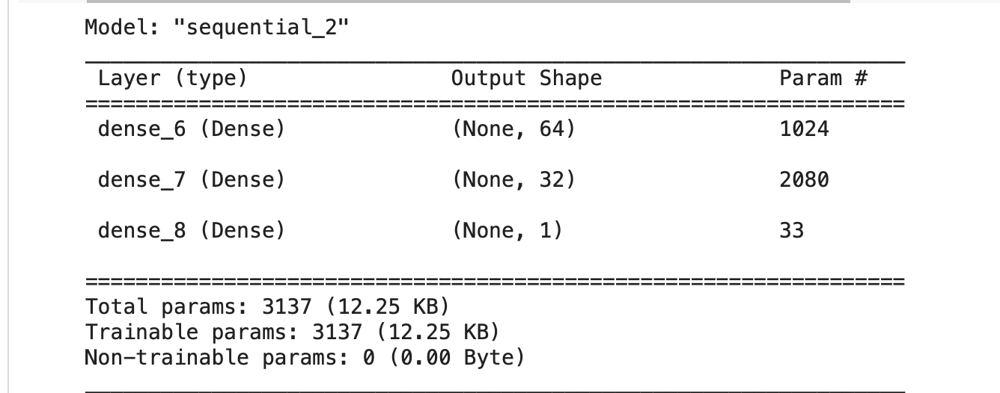 Model: "sequential_2"
_________________________________________________________________
Layer (type) Output Shape Param #
=================================================================
dense_6 (Dense) (None, 64) 1024
dense_7 (Dense) (None, 32) 2080
dense_8 (Dense) (None, 1) 33
=================================================================
Total params: 3137 (12.25 KB)
Trainable params: 3137 (12.25 KB)
Non-trainable params: 0 (0.00 Byte)
_________________________________________________________________